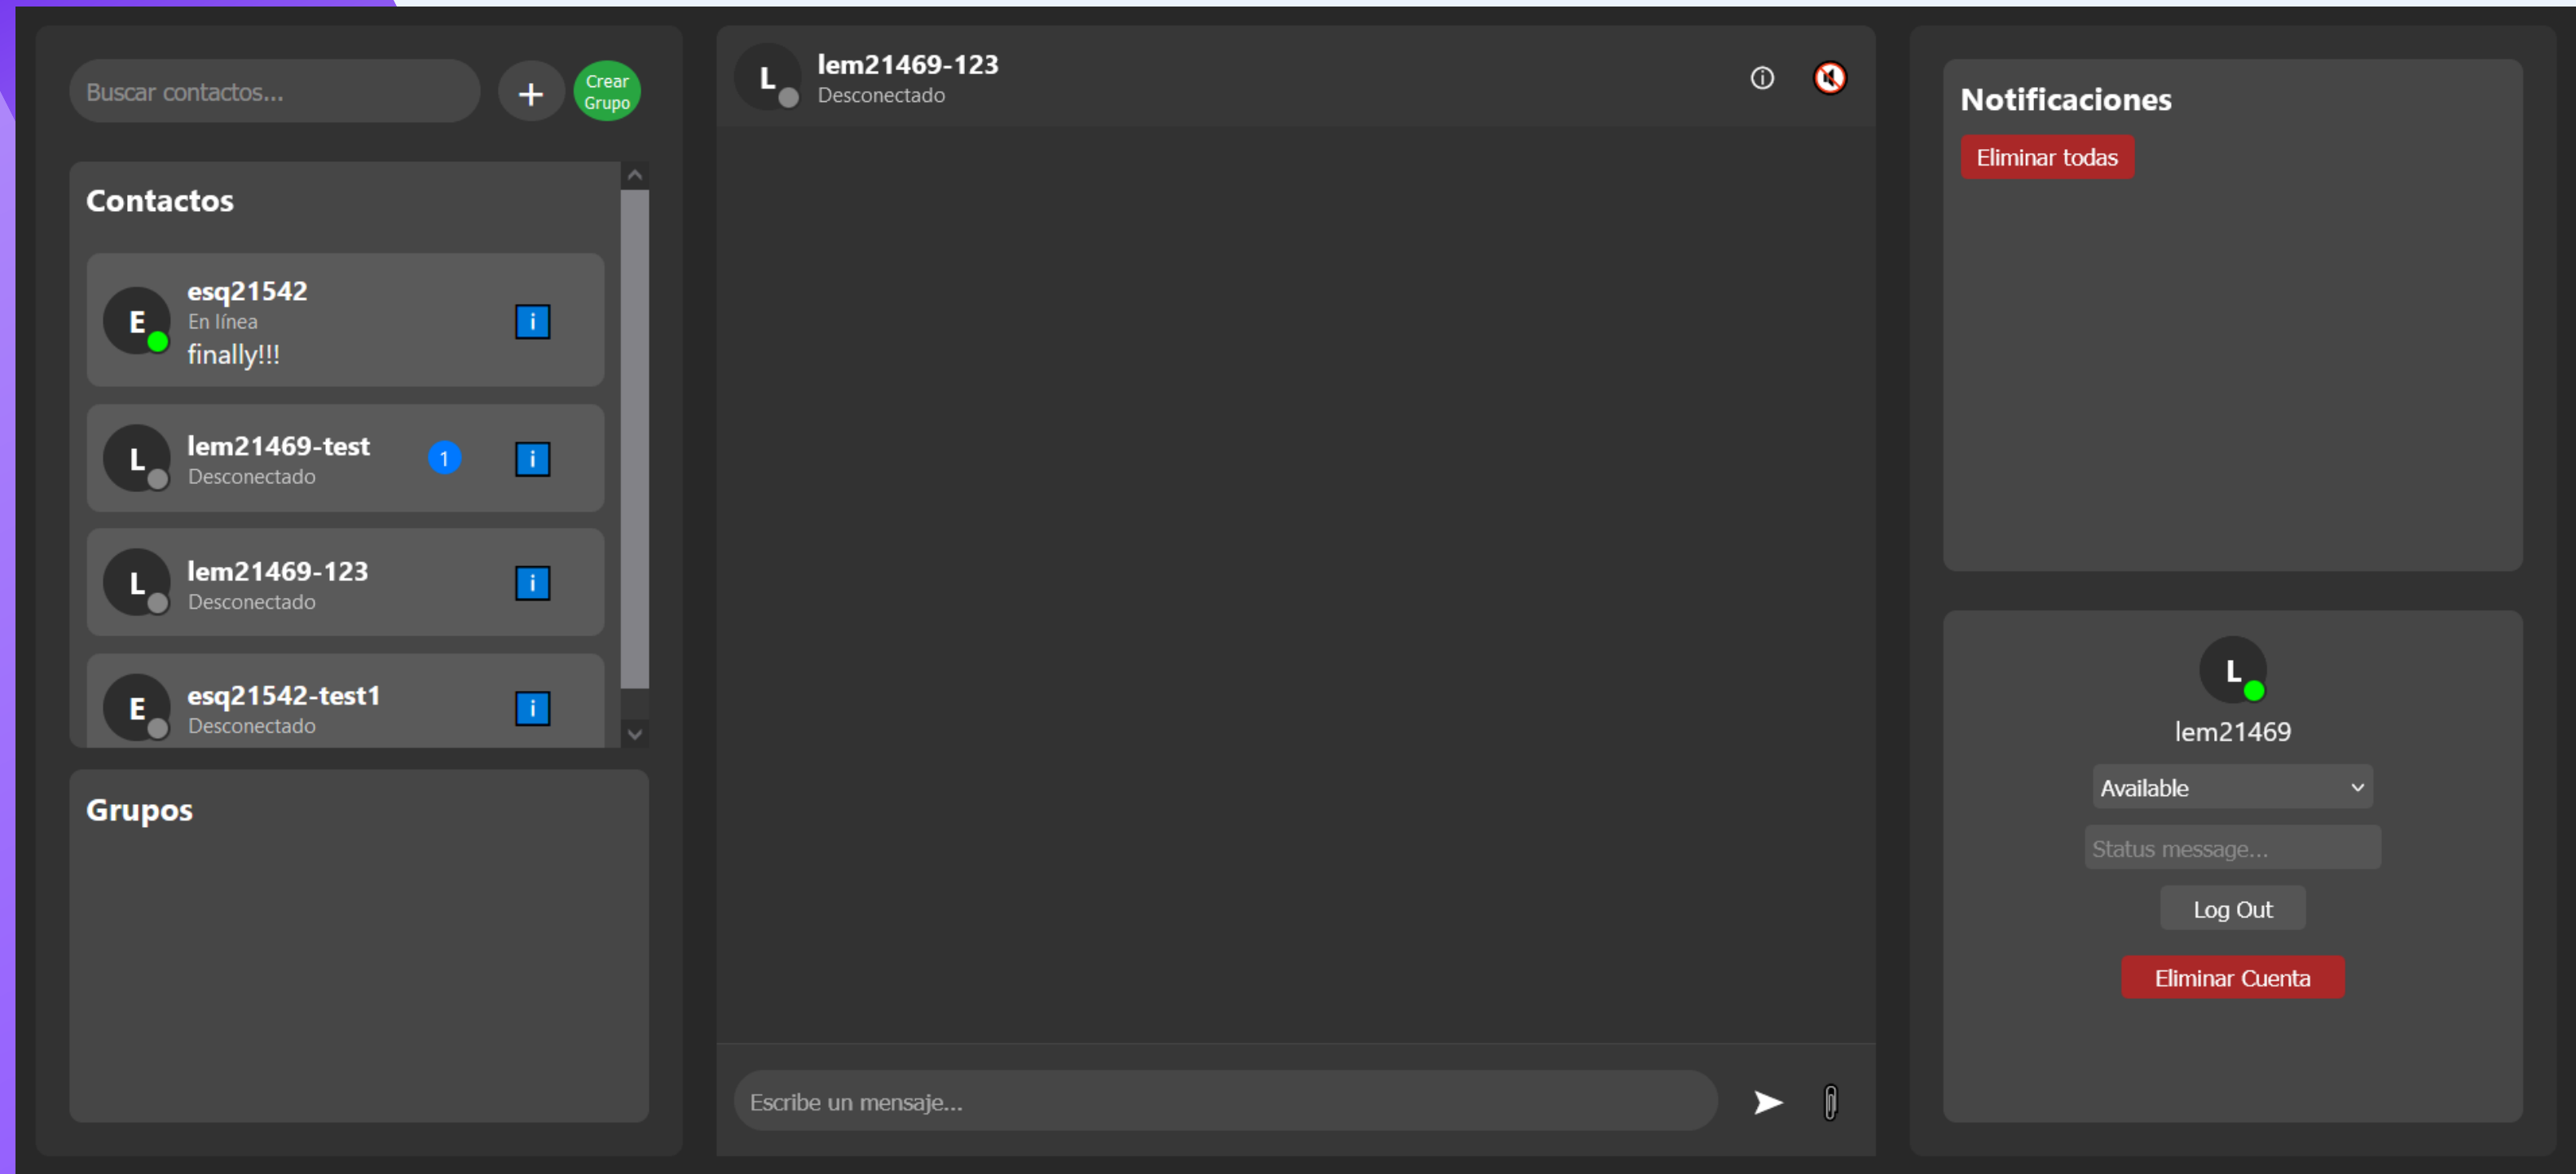 Buscar contactos...
+
Crear
Grupo
Contactos
E
esq21542
En línea
finally!!!
i
L
lem21469-test
Desconectado
1
i
L
lem21469-123
Desconectado
i
E
esq21542-test1
Desconectado
i
Grupos
L
lem21469-123
Desconectado
Escribe un mensaje...
Notificaciones
Eliminar todas
L
lem21469
Available
Status message...
Log Out
Eliminar Cuenta